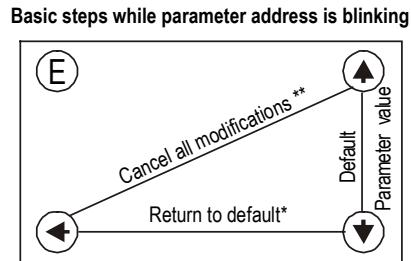 Basic steps while parameter address is blinking
E
Cancel all modifications **
Default
Parameter value
Return to default*